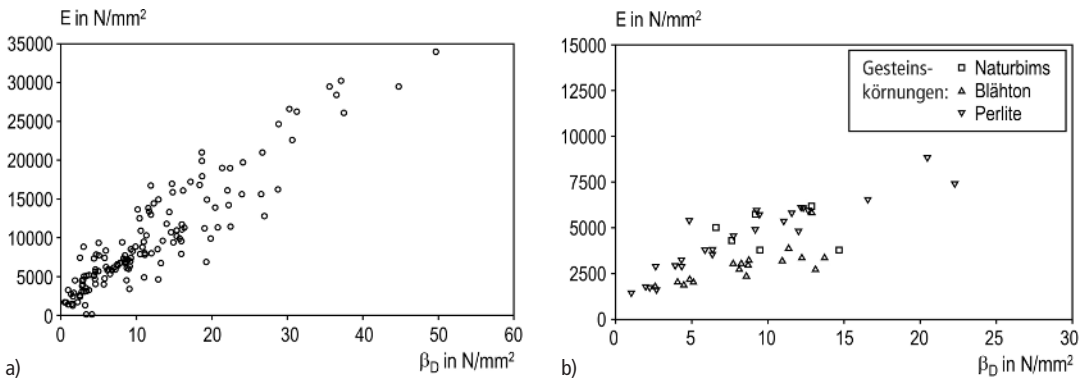 E in N/mm²
35000
30000
25000
20000
15000
10000
5000
0
0 10 20 30 40 50 60
β_D in N/mm²
a)
E in N/mm²
15000
12500
10000
7500
5000
2500
0
0 5 10 15 20 25 30
β_D in N/mm²
Gesteins-
körnungen:
Naturbims
Blähton
Perlite
b)